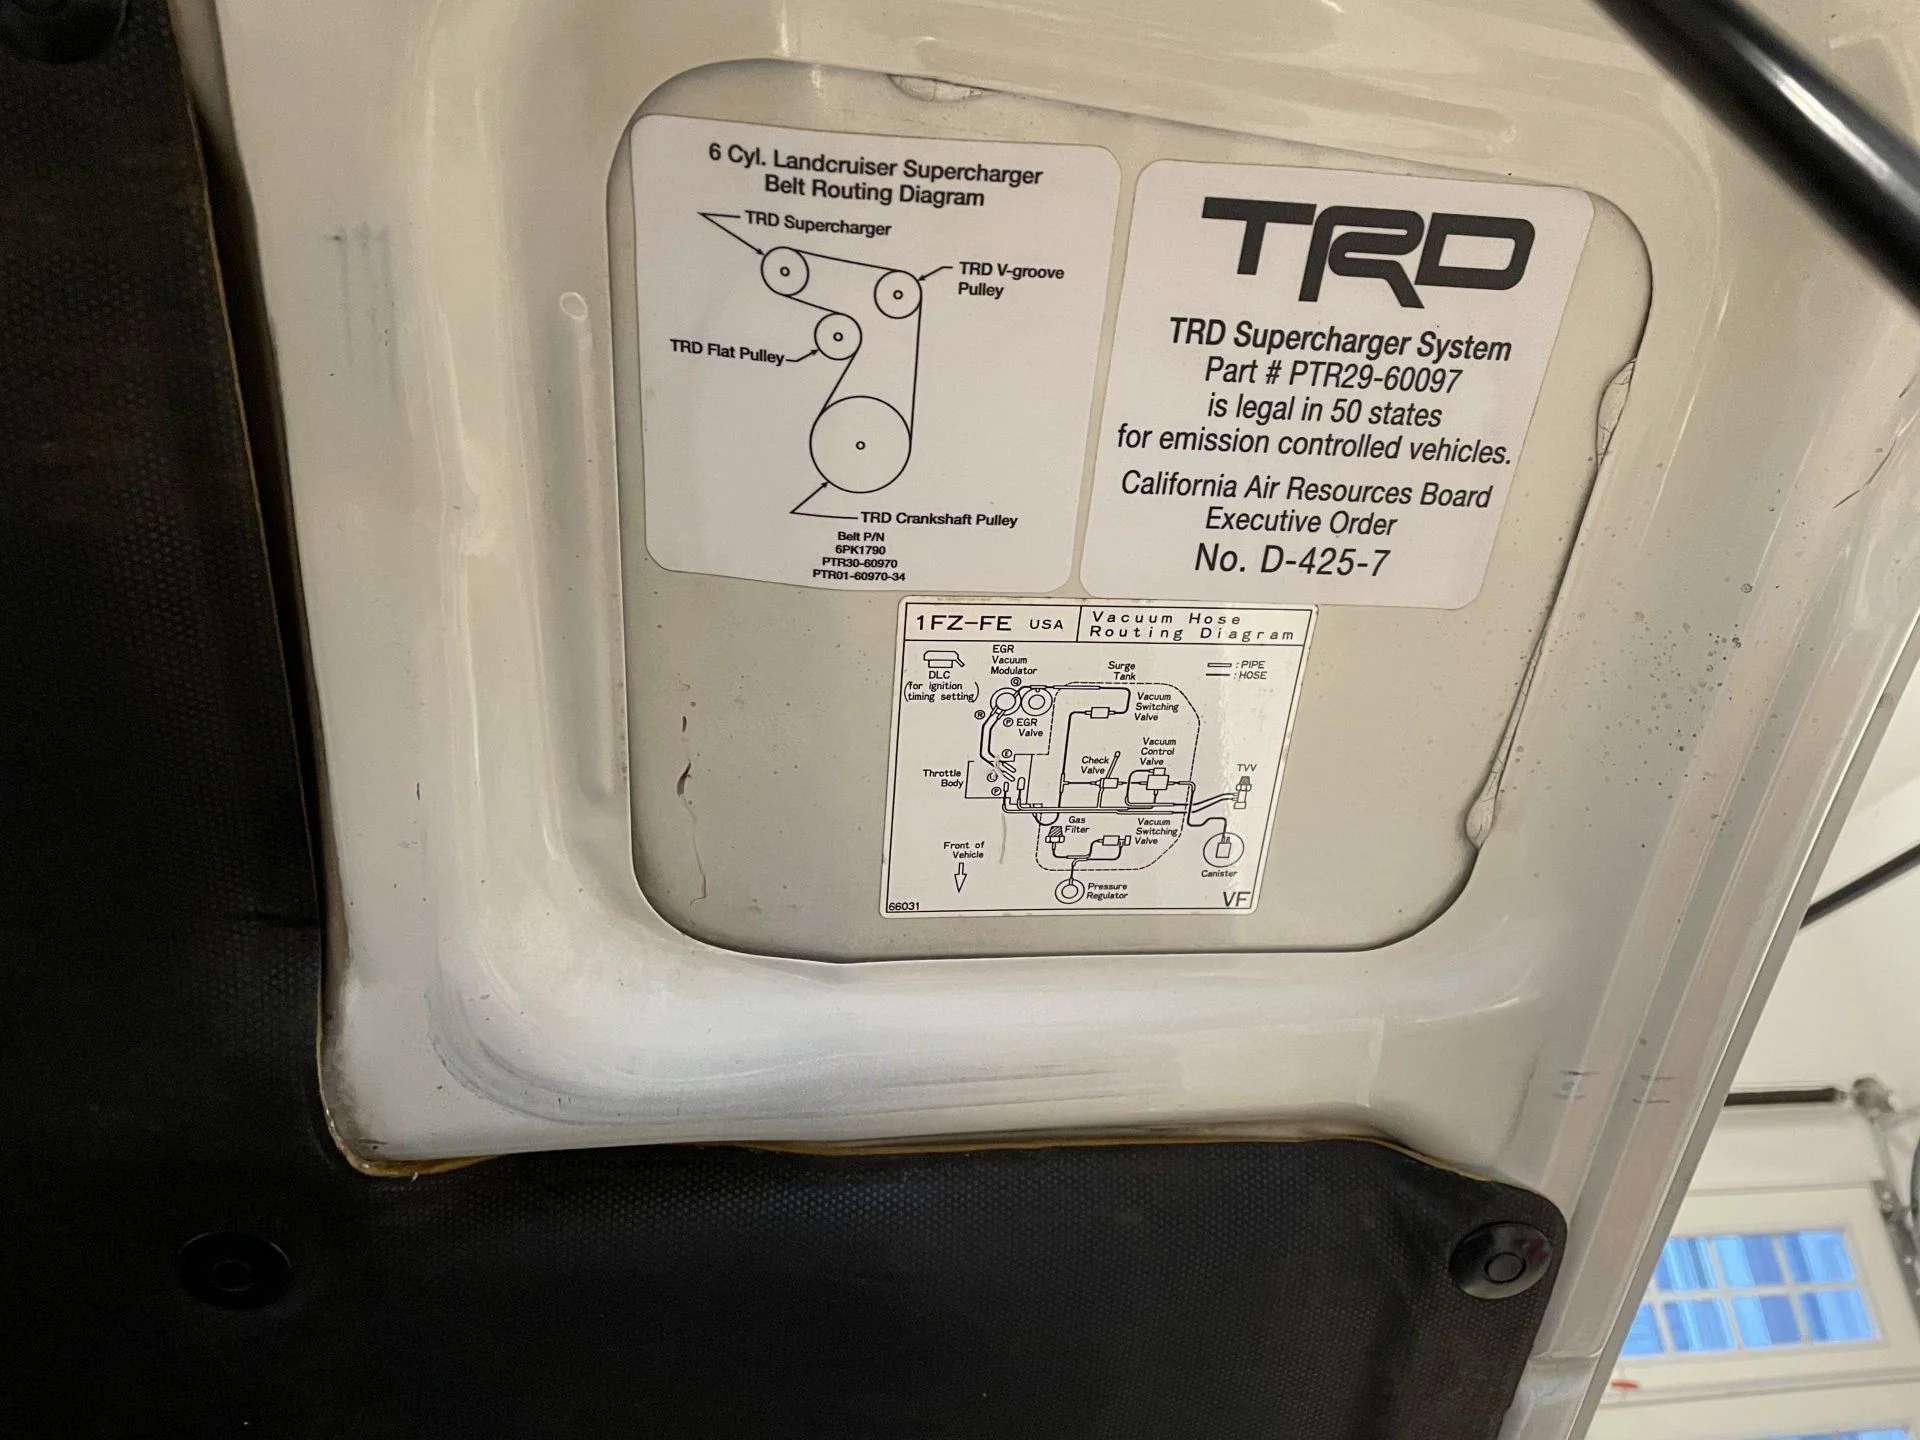 6 Cyl. Landcruiser Supercharger
Belt Routing Diagram
TRD Supercharger
TRD V-groove
Pulley
TRD Flat Pulley
TRD Crankshaft Pulley
Belt P/N
6PK1790
PTR30-60970
PTR01-60970-34
TRD
TRD Supercharger System
Part # PTR29-60097
is legal in 50 states
for emission controlled vehicles.
California Air Resources Board
Executive Order
No. D-425-7
1FZ-FE USA
Vacuum Hose
Routing Diagram
DLC
(for ignition
timing setting)
EGR
Vacuum
Modulator
Q
Surge
Tank
: PIPE
: HOSE
Vacuum
Switching
Valve
R
P
EGR
Valve
E
Throttle
Body
P
Check
Valve
Vacuum
Control
Valve
TVV
Gas
Filter
Vacuum
Switching
Valve
Front of
Vehicle
Canister
Pressure
Regulator
66031
VF